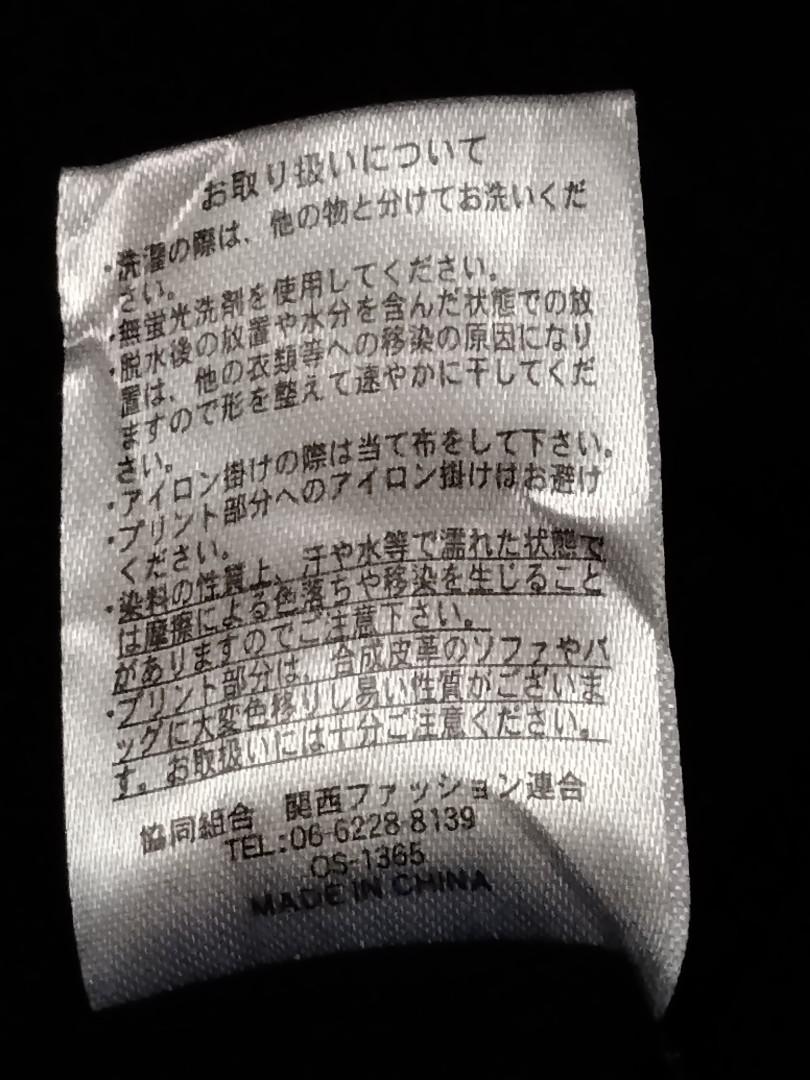 お取り扱いについて
・洗濯の際は、他の物と分けてお洗いくだ
さい。
・無蛍光洗剤を使用してください。
・脱水後の放置や水分を含んだ状態での放
置は、他の衣類等への移染の原因になり
ますので形を整えて速やかに干してくだ
さい。
・アイロン掛けの際は当て布をして下さい。
・プリント部分へのアイロン掛けはお避け
ください。
・染料の性質上、汗や水等で濡れた状態で
は摩擦による色落ちや移染を生じること
がありますのでご注意下さい。
・プリント部分は、合成皮革のソファやバ
ッグに大変色移りし易い性質がございま
す。お取扱いには十分ご注意ください。
協同組合 関西ファッション連合
TEL:06-6228-8139
OS-1365
MADE IN CHINA